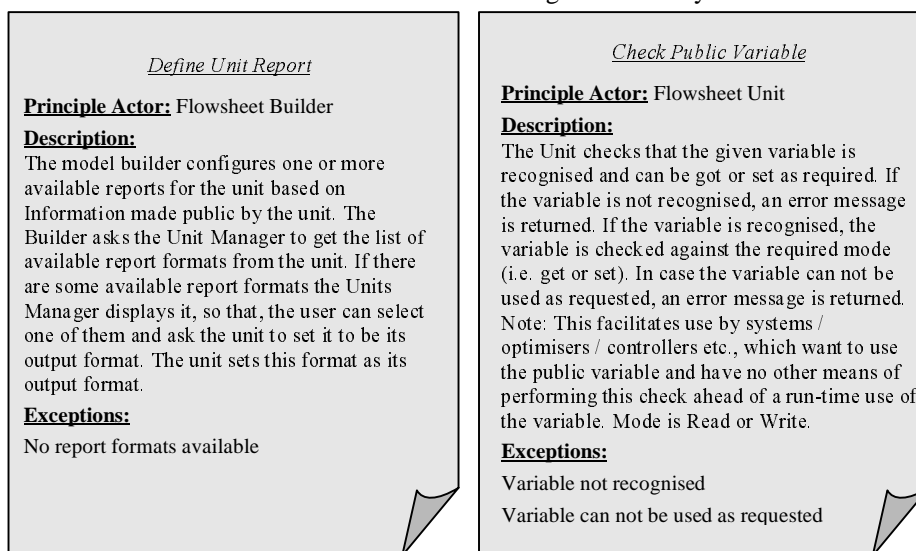 Define Unit Report
Principle Actor: Flowsheet Builder
Description:
The model builder configures one or more
available reports for the unit based on
Information made public by the unit. The
Builder asks the Unit Manager to get the list of
available report formats from the unit. If there
are some available report formats the Units
Manager displays it, so that, the user can select
one of them and ask the unit to set it to be its
output format. The unit sets this format as its
output format.
Exceptions:
No report formats available
Check Public Variable
Principle Actor: Flowsheet Unit
Description:
The Unit checks that the given variable is
recognised and can be got or set as required. If
the variable is not recognised, an error message
is returned. If the variable is recognised, the
variable is checked against the required mode
(i.e. get or set). In case the variable can not be
used as requested, an error message is returned.
Note: This facilitates use by systems /
optimisers / controllers etc., which want to use
the public variable and have no other means of
performing this check ahead of a run-time use of
the variable. Mode is Read or Write.
Exceptions:
Variable not recognised
Variable can not be used as requested